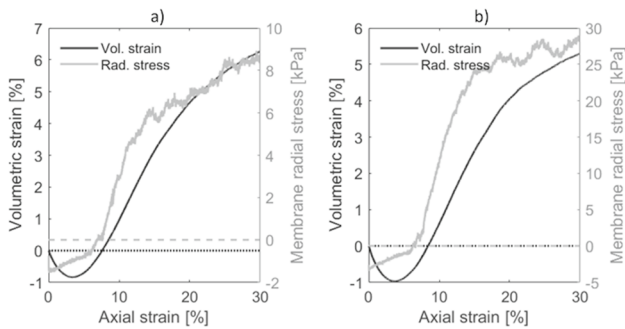 a)
Vol. strain
Rad. stress
Volumetric strain [%]
7
6
5
4
3
2
1
0
-1
10
8
6
4
2
0
-2
Membrane radial stress [kPa]
0 10 20 30
Axial strain [%]
b)
Vol. strain
Rad. stress
Volumetric strain [%]
6
5
4
3
2
1
0
-1
30
25
20
15
10
5
0
-5
Membrane radial stress [kPa]
0 10 20 30
Axial strain [%]